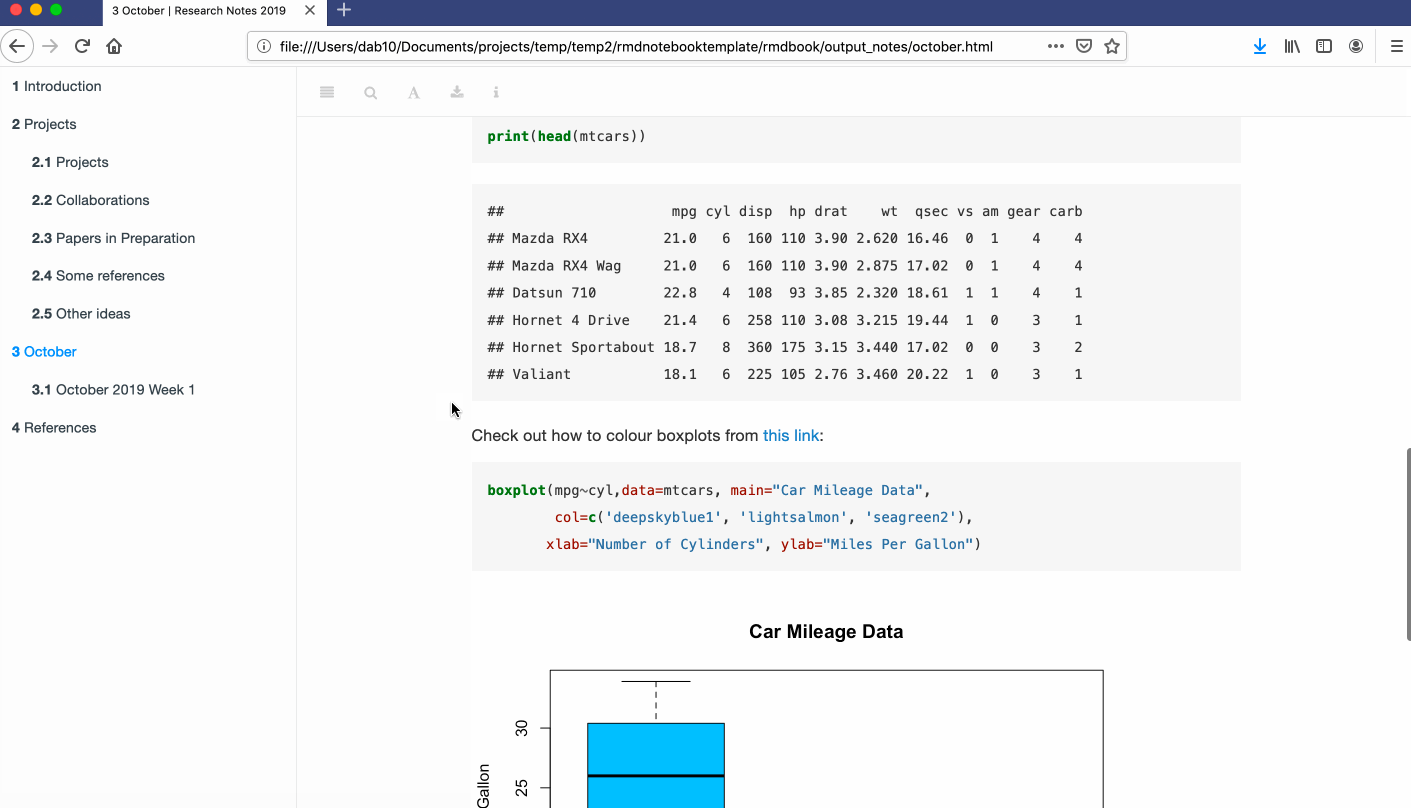 3 October | Research Notes 2019
file:///Users/dab10/Documents/projects/temp/temp2/rmdnotebooktemplate/rmdbook/output_notes/october.html
1 Introduction
2 Projects
2.1 Projects
2.2 Collaborations
2.3 Papers in Preparation
2.4 Some references
2.5 Other ideas
3 October
3.1 October 2019 Week 1
4 References
A
i
print(head(mtcars))
##                    mpg cyl disp  hp drat    wt  qsec vs am gear carb
## Mazda RX4         21.0   6  160 110 3.90 2.620 16.46  0  1    4    4
## Mazda RX4 Wag     21.0   6  160 110 3.90 2.875 17.02  0  1    4    4
## Datsun 710        22.8   4  108  93 3.85 2.320 18.61  1  1    4    1
## Hornet 4 Drive    21.4   6  258 110 3.08 3.215 19.44  1  0    3    1
## Hornet Sportabout 18.7   8  360 175 3.15 3.440 17.02  0  0    3    2
## Valiant           18.1   6  225 105 2.76 3.460 20.22  1  0    3    1
Check out how to colour boxplots from this link:
boxplot(mpg~cyl,data=mtcars, main="Car Mileage Data",
        col=c('deepskyblue1', 'lightsalmon', 'seagreen2'),
       xlab="Number of Cylinders", ylab="Miles Per Gallon")
Car Mileage Data
30
25
Gallon